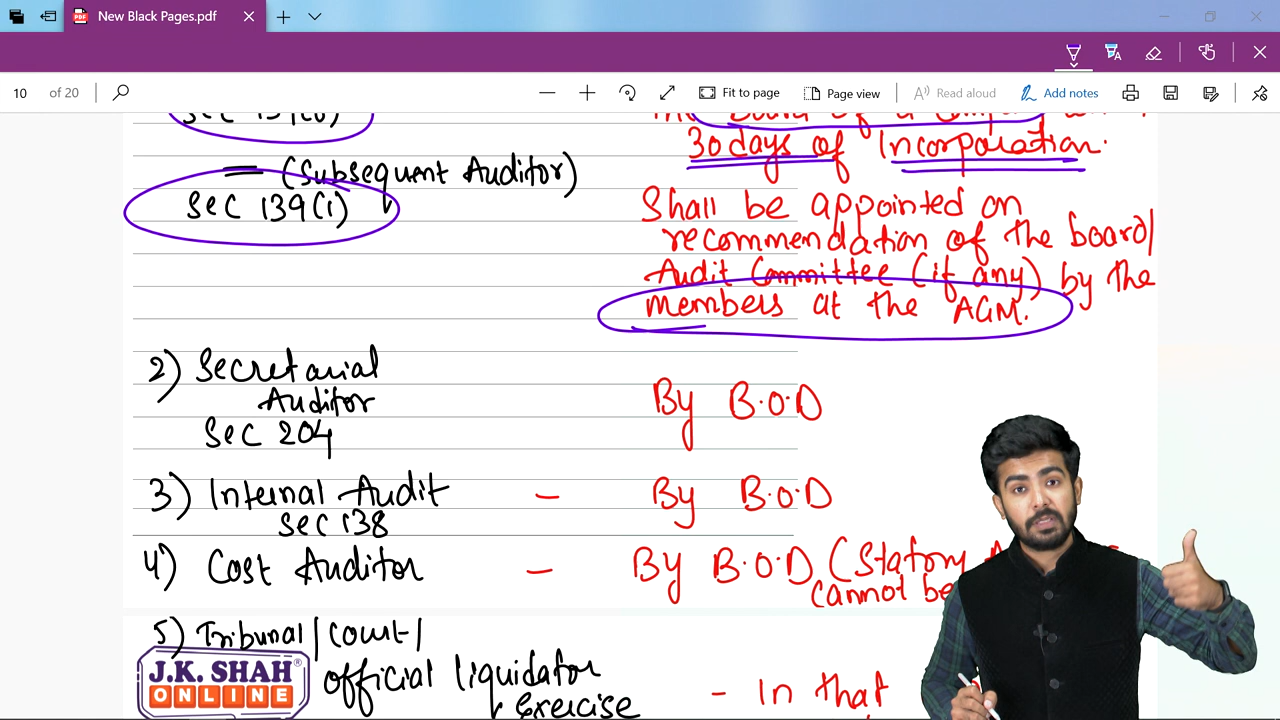 New Black Pages.pdf
10 of 20
Fit to page
Page view
Read aloud
Add notes
30 days of Incorporation.
(Subsequent Auditor)
Sec 139(1)
Shall be appointed on
recommendation of the board/
Audit Committee (if any) by the
members at the AGM.
2) Secretarial
Auditor
Sec 204
By B.O.D
3) Internal Audit - By B.O.D
Sec 138
4) Cost Auditor - By B.O.D (Statory
cannot be
5) Tribunal/Court/
official liquidator
exercise
- In that
J.K. SHAH®
ONLINE